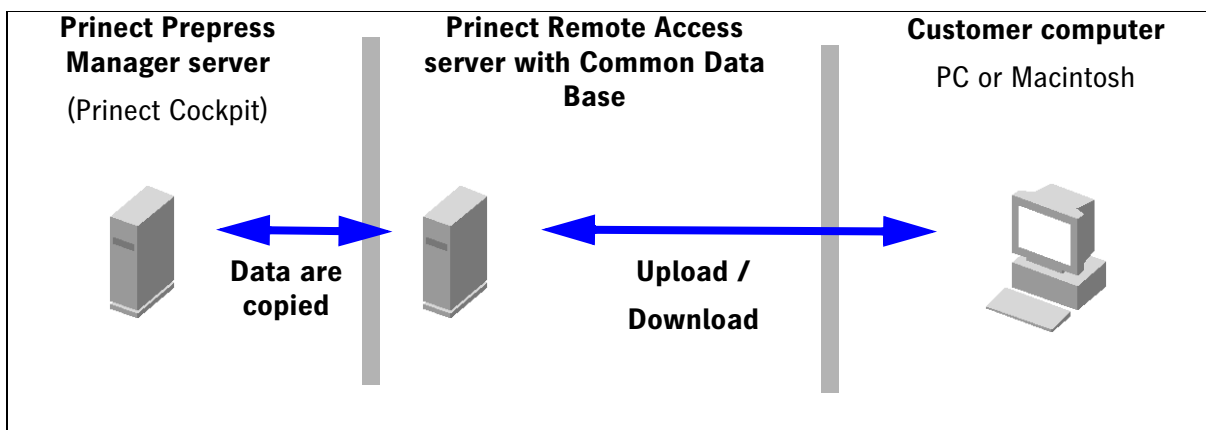 Prinect Prepress
Manager server
(Prinect Cockpit)
Prinect Remote Access
server with Common Data
Base
Customer computer
PC or Macintosh
Data are
copied
Upload /
Download